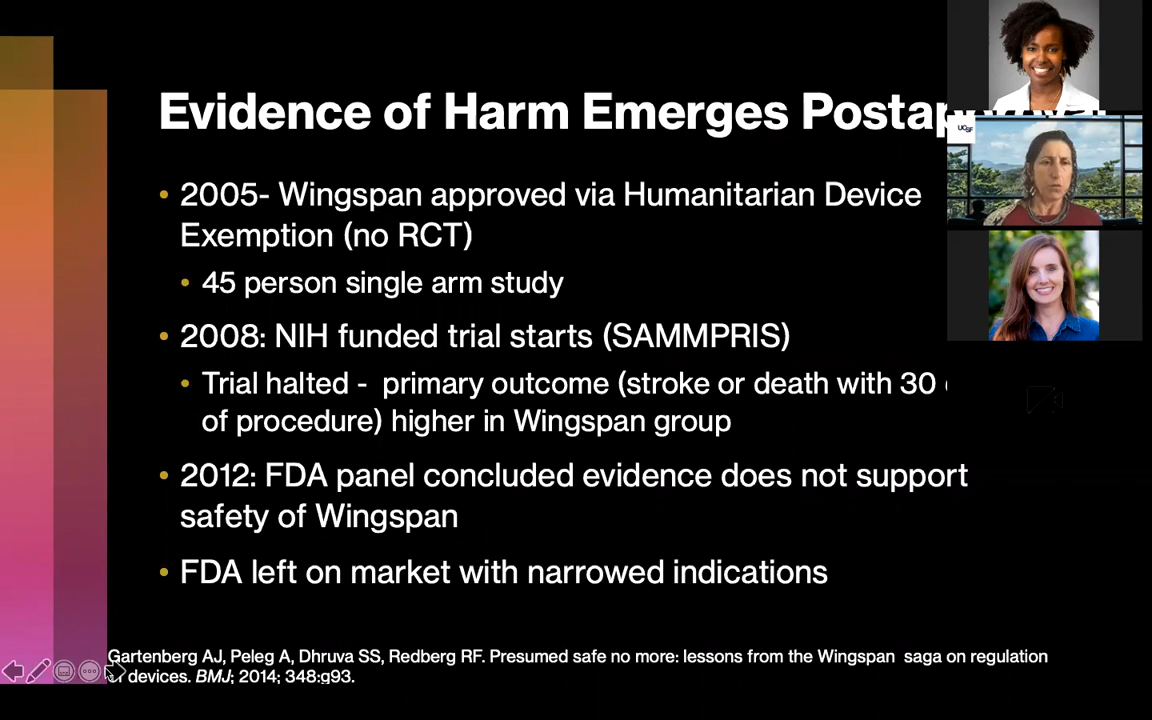 Evidence of Harm Emerges Postapproval
UCSF
• 2005- Wingspan approved via Humanitarian Device
Exemption (no RCT)
• 45 person single arm study
• 2008: NIH funded trial starts (SAMMPRIS)
• Trial halted - primary outcome (stroke or death with 30
of procedure) higher in Wingspan group
• 2012: FDA panel concluded evidence does not support
safety of Wingspan
• FDA left on market with narrowed indications
Gartenberg AJ, Peleg A, Dhruva SS, Redberg RF. Presumed safe no more: lessons from the Wingspan saga on regulation
of devices. BMJ; 2014; 348:g93.